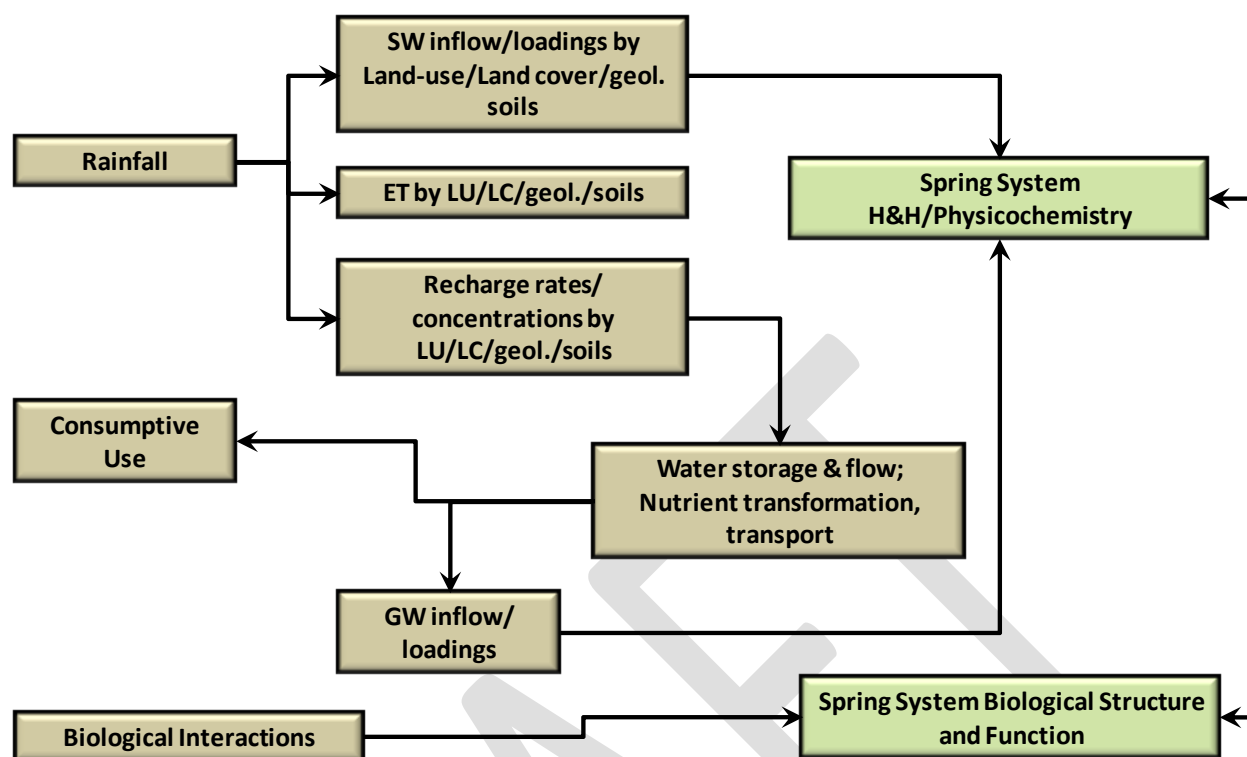 SW inflow/loadings by
Land-use/Land cover/geol.
soils
Rainfall
ET by LU/LC/geol./soils
Spring System
H&H/Physicochemistry
Recharge rates/
concentrations by
LU/LC/geol./soils
Consumptive
Use
Water storage & flow;
Nutrient transformation,
transport
GW inflow/
loadings
Spring System Biological Structure
and Function
Biological Interactions